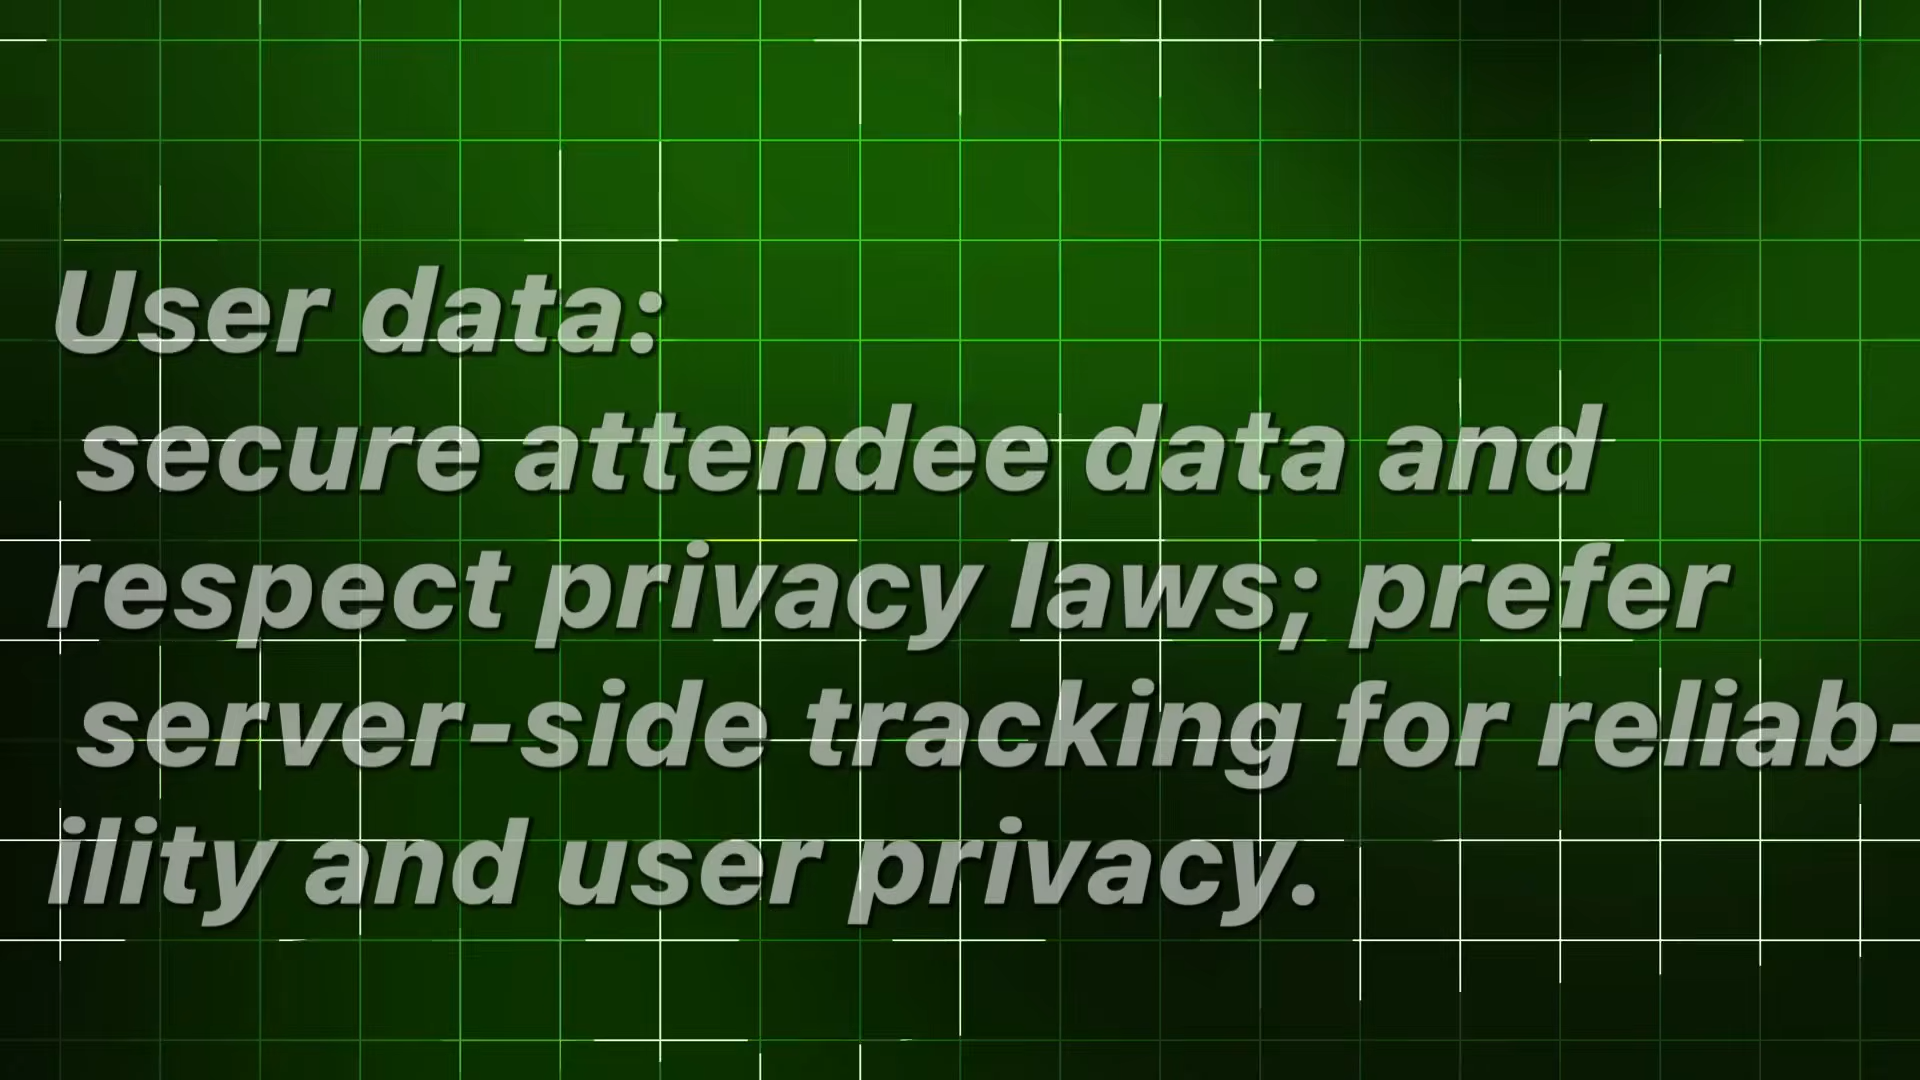 User data:
secure attendee data and
respect privacy laws; prefer
server-side tracking for reliab-
ility and user privacy.